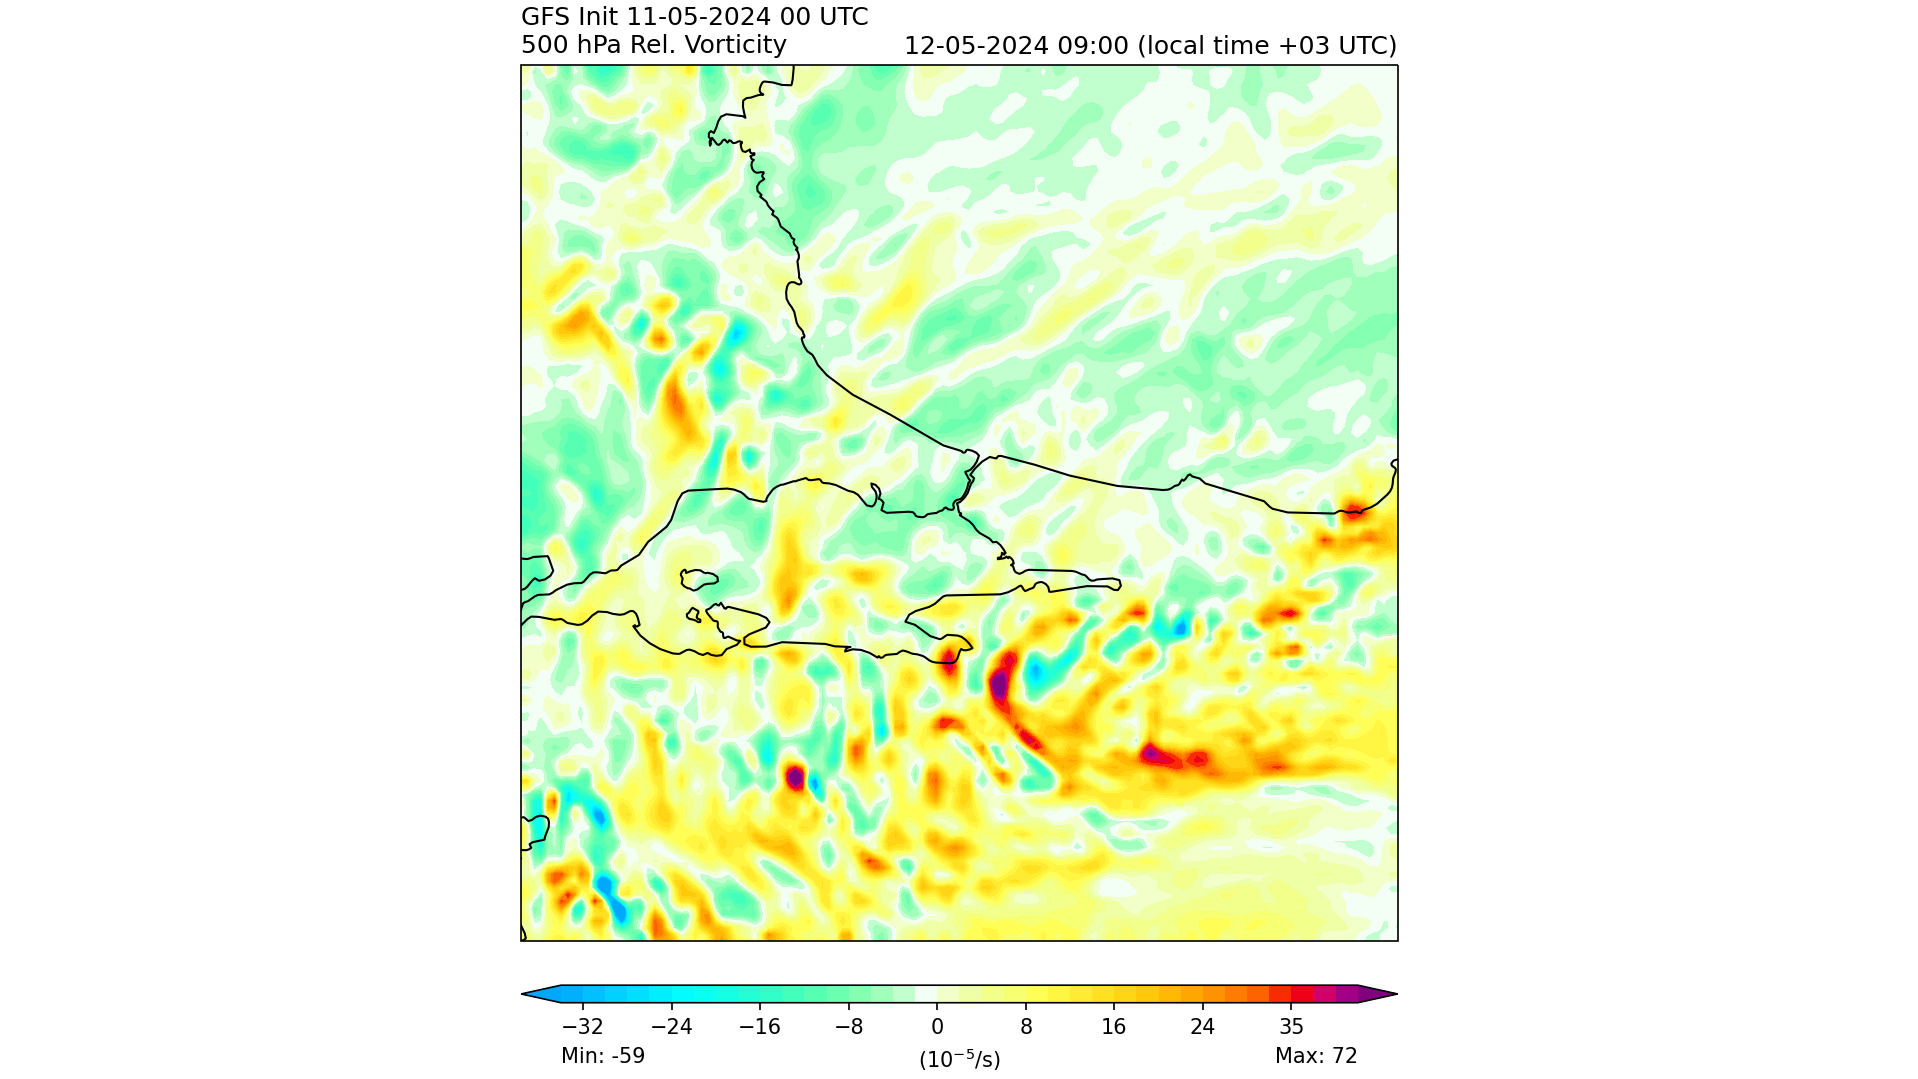 GFS Init 11-05-2024 00 UTC
500 hPa Rel. Vorticity
12-05-2024 09:00 (local time +03 UTC)
−32 −24 −16 −8 0 8 16 24 35
Min: -59 (10⁻⁵/s) Max: 72